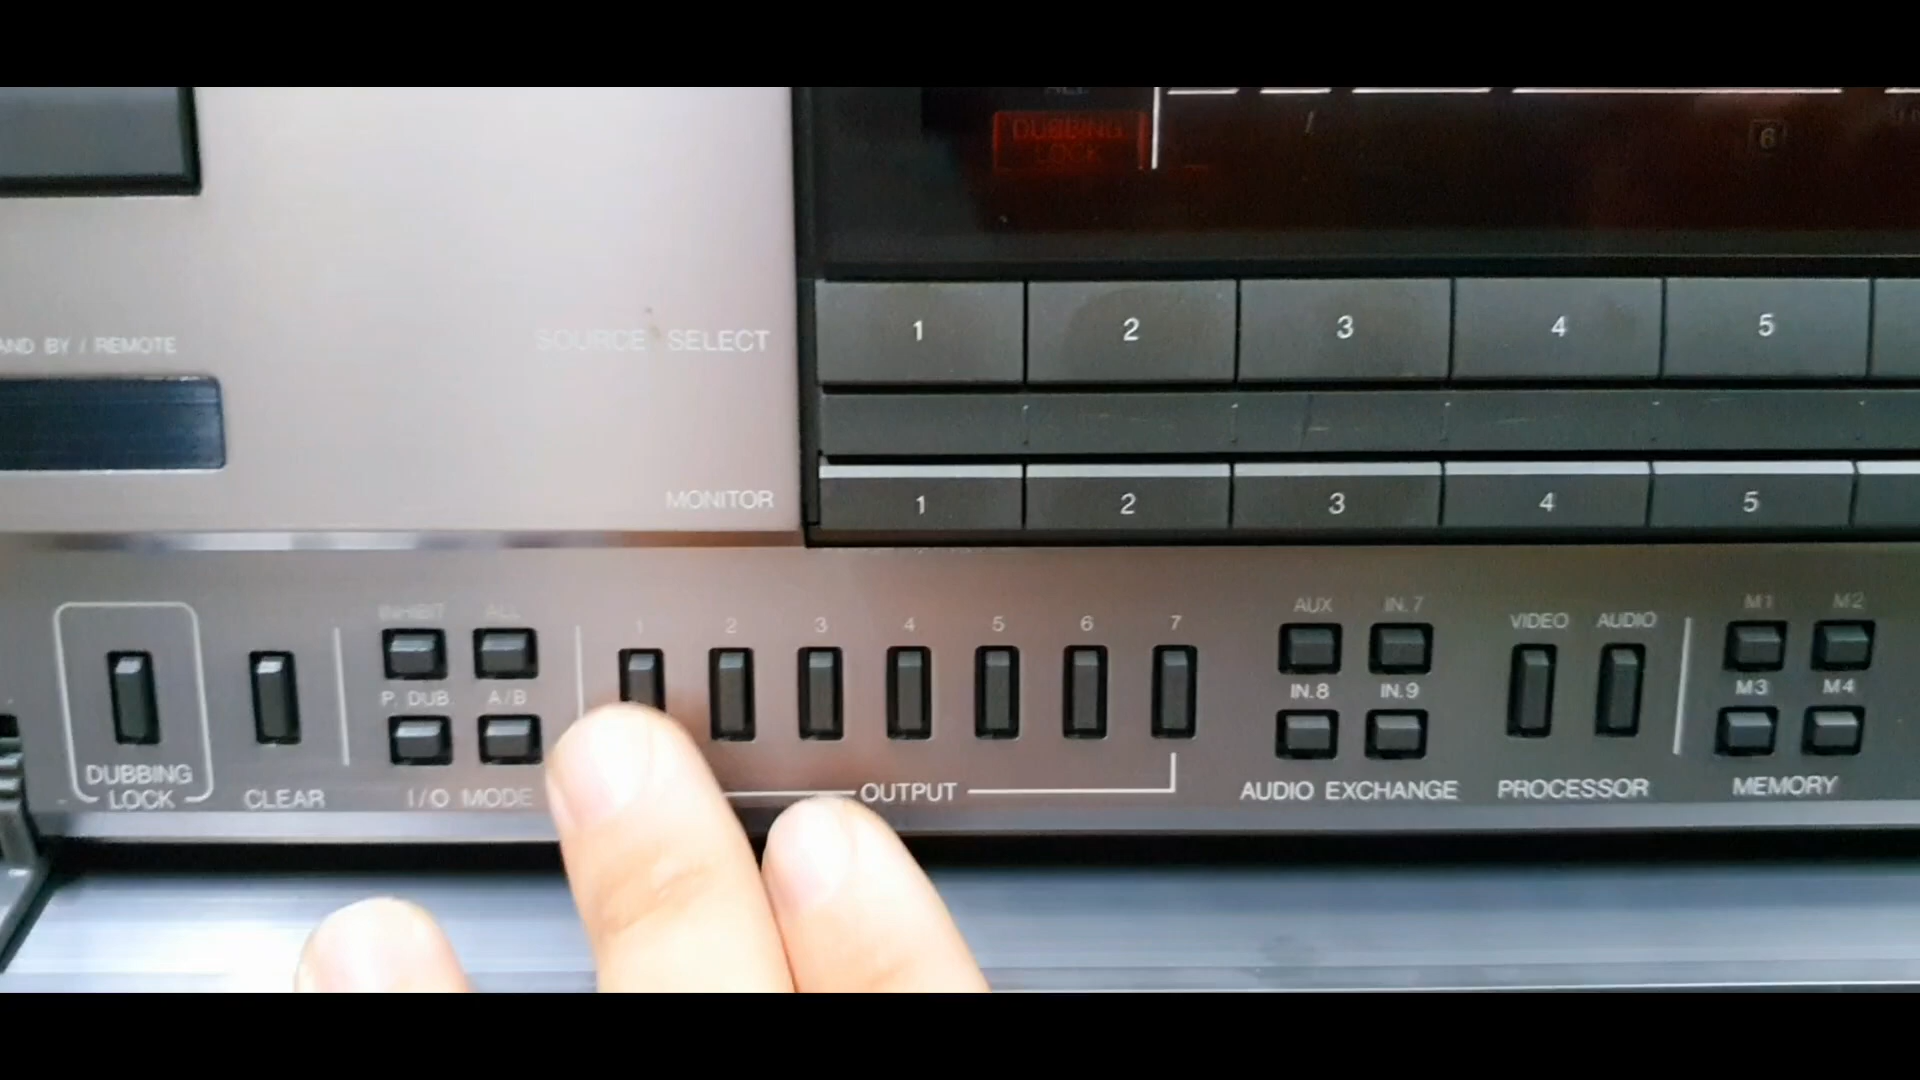 ALL
DUBBING
LOCK
6
1 2 3 4 5
AND BY / REMOTE
SOURCE SELECT
MONITOR
1 2 3 4 5
INHIBIT ALL
1 2 3 4 5 6 7
AUX IN.7
VIDEO AUDIO
M1 M2
P. DUB A/B
IN.8 IN.9
M3 M4
DUBBING
LOCK
CLEAR
I/O MODE
OUTPUT
AUDIO EXCHANGE
PROCESSOR
MEMORY